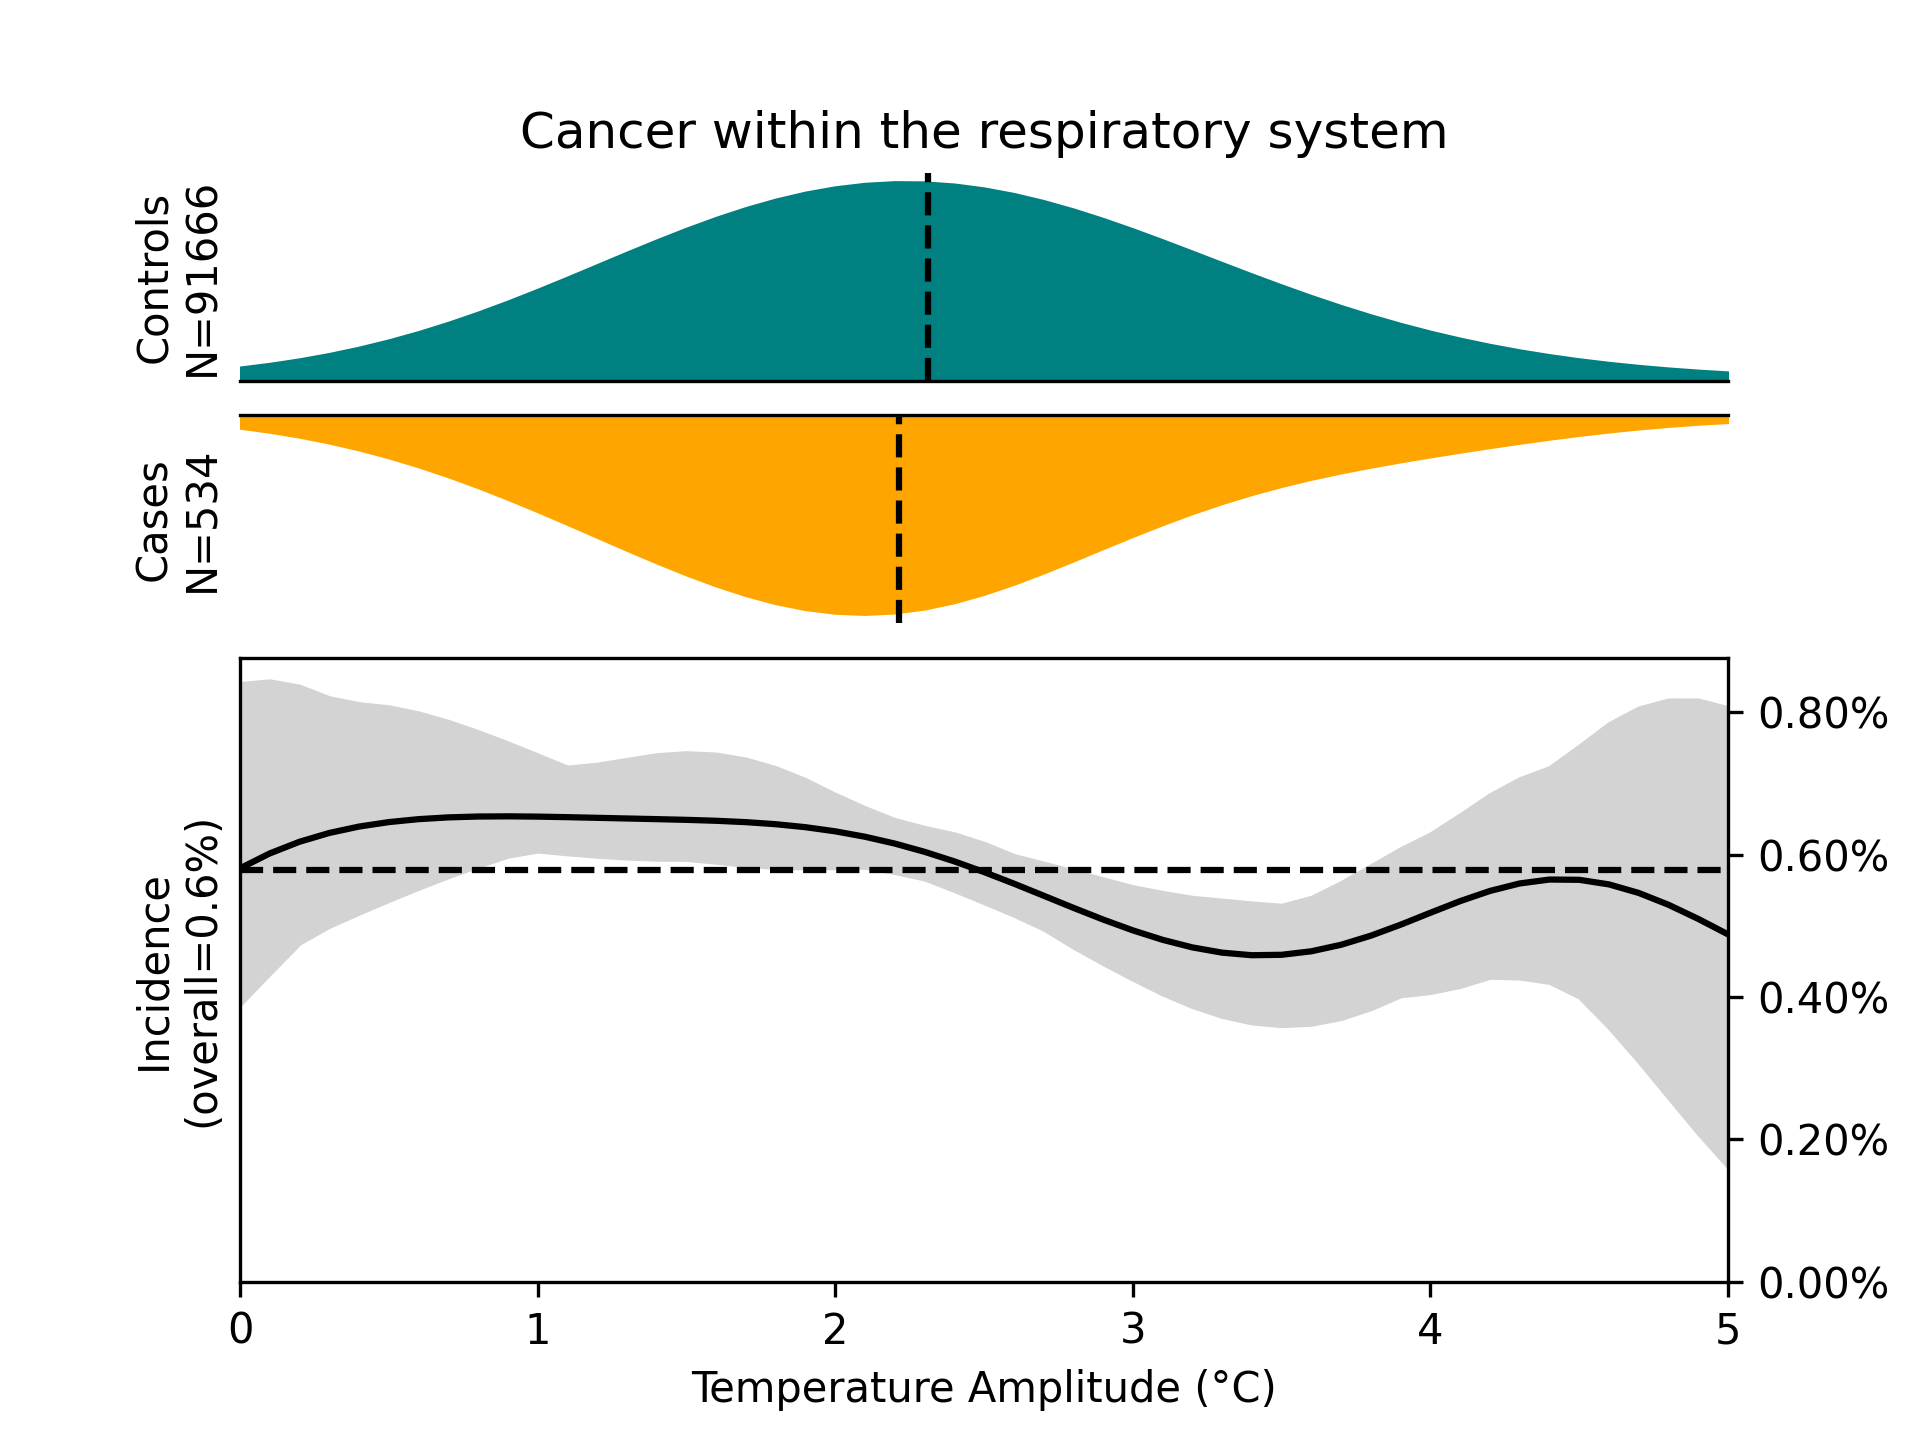 Cancer within the respiratory system
Controls
N=91666
Cases
N=534
Incidence
(overall=0.6%)
0.80%
0.60%
0.40%
0.20%
0.00%
0 1 2 3 4 5
Temperature Amplitude (°C)